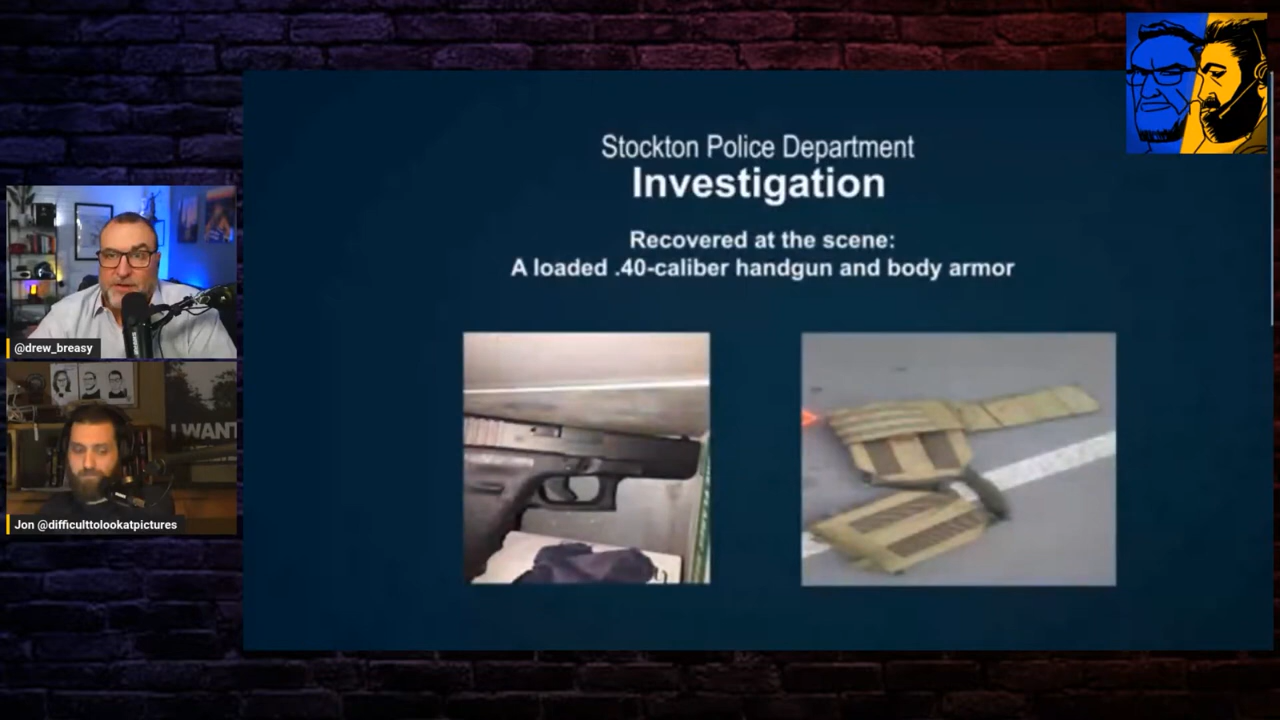 Stockton Police Department
Investigation
Recovered at the scene:
A loaded .40-caliber handgun and body armor
@drew_breasy
I WANT
Jon @difficulttolookatpictures